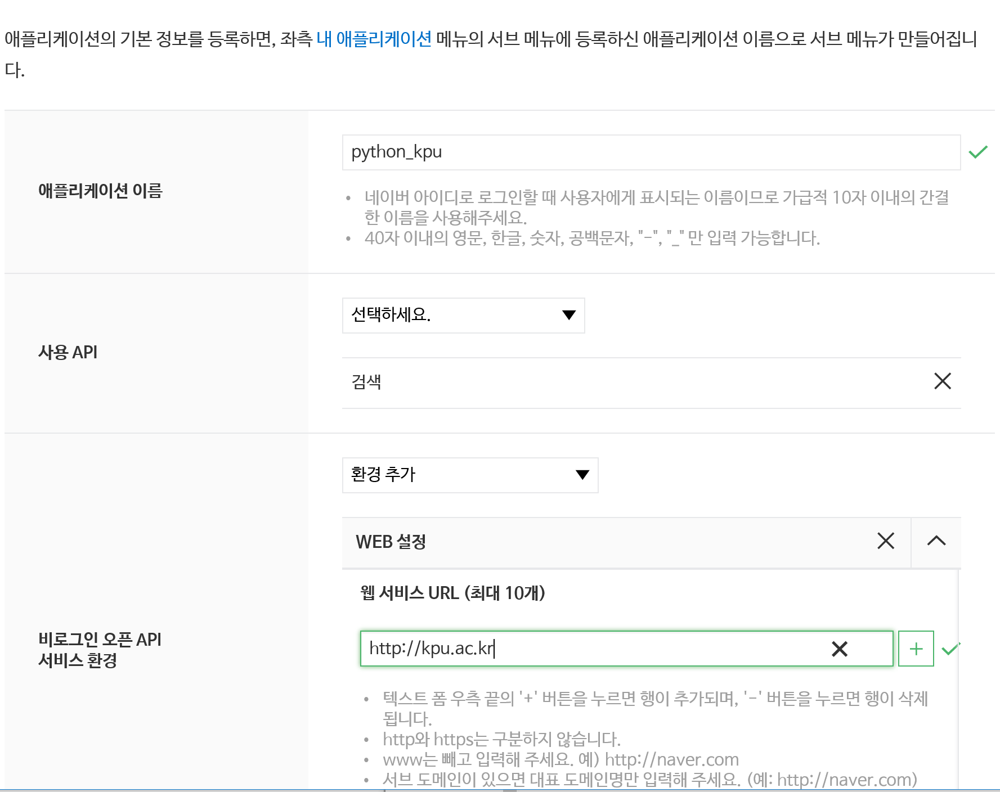 애플리케이션의 기본 정보를 등록하면, 좌측 내 애플리케이션 메뉴의 서브 메뉴에 등록하신 애플리케이션 이름으로 서브 메뉴가 만들어집니
다.
애플리케이션 이름
python_kpu
• 네이버 아이디로 로그인할 때 사용자에게 표시되는 이름이므로 가급적 10자 이내의 간결
한 이름을 사용해주세요.
• 40자 이내의 영문, 한글, 숫자, 공백문자, "-", "_" 만 입력 가능합니다.
사용 API
선택하세요.
검색
비로그인 오픈 API
서비스 환경
환경 추가
WEB 설정
웹 서비스 URL (최대 10개)
http://kpu.ac.kr
• 텍스트 폼 우측 끝의 '+' 버튼을 누르면 행이 추가되며, '-' 버튼을 누르면 행이 삭제
됩니다.
• http와 https는 구분하지 않습니다.
• www는 빼고 입력해 주세요. 예) http://naver.com
• 서브 도메인이 있으면 대표 도메인명만 입력해 주세요. (예: http://naver.com)